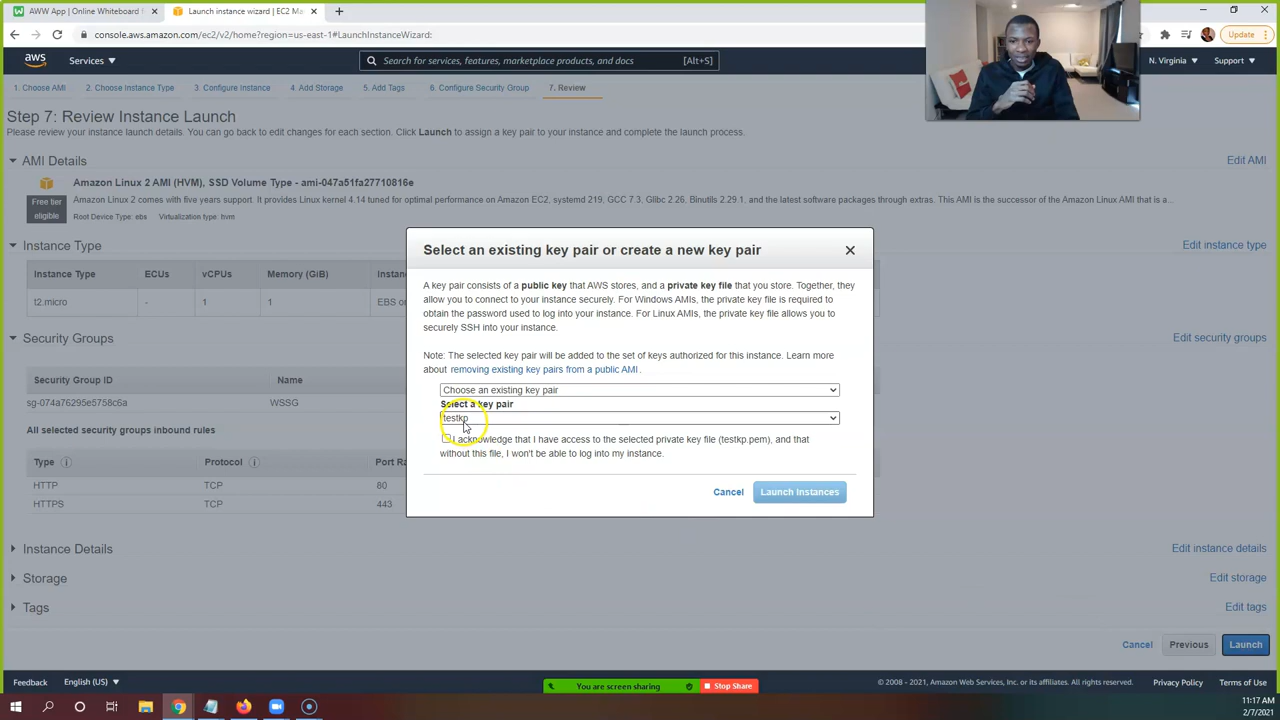 AWW App | Online Whiteboard
Launch instance wizard | EC2 Ma
console.aws.amazon.com/ec2/v2/home?region=us-east-1#LaunchInstanceWizard:
Update
aws
Services
Search for services, features, marketplace products, and docs
[Alt+S]
N. Virginia
Support
1. Choose AMI
2. Choose Instance Type
3. Configure Instance
4. Add Storage
5. Add Tags
6. Configure Security Group
7. Review
Step 7: Review Instance Launch
Please review your instance launch details. You can go back to edit changes for each section. Click Launch to assign a key pair to your instance and complete the launch process.
AMI Details
Edit AMI
Amazon Linux 2 AMI (HVM), SSD Volume Type - ami-047a51fa27710816e
Free tier
eligible
Amazon Linux 2 comes with five years support. It provides Linux kernel 4.14 tuned for optimal performance on Amazon EC2, systemd 219, GCC 7.3, Glibc 2.26, Binutils 2.29.1, and the latest software packages through extras. This AMI is the successor of the Amazon Linux AMI that is a...
Root Device Type: ebs Virtualization type: hvm
Instance Type
Edit instance type
Instance Type
ECUs
vCPUs
Memory (GiB)
t2.micro
-
1
1
EBS on
Security Groups
Edit security groups
Security Group ID
Name
sg-074a76295e5758c6a
WSSG
All selected security groups inbound rules
Type
Protocol
Port Ra
HTTP
TCP
80
HTTPS
TCP
443
Instance Details
Edit instance details
Storage
Edit storage
Tags
Edit tags
Select an existing key pair or create a new key pair
A key pair consists of a public key that AWS stores, and a private key file that you store. Together, they
allow you to connect to your instance securely. For Windows AMIs, the private key file is required to
obtain the password used to log into your instance. For Linux AMIs, the private key file allows you to
securely SSH into your instance.
Note: The selected key pair will be added to the set of keys authorized for this instance. Learn more
about removing existing key pairs from a public AMI .
Choose an existing key pair
Select a key pair
testkp
I acknowledge that I have access to the selected private key file (testkp.pem), and that
without this file, I won't be able to log into my instance.
Cancel
Launch Instances
Cancel
Previous
Launch
Feedback
English (US)
You are screen sharing
Stop Share
© 2008 - 2021, Amazon Web Services, Inc. or its affiliates. All rights reserved.
Privacy Policy
Terms of Use
11:17 AM
2/7/2021